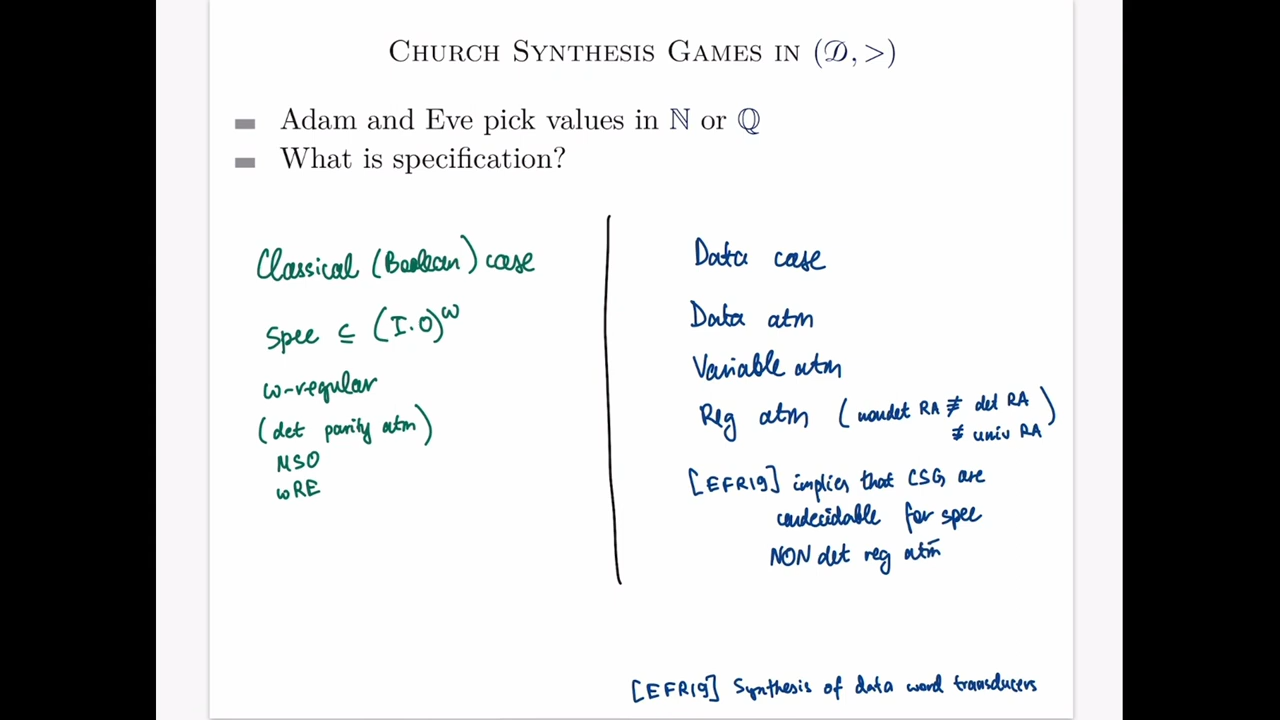 CHURCH SYNTHESIS GAMES IN (𝒟, >)
Adam and Eve pick values in ℕ or ℚ
What is specification?
Classical (Boolean) case
Spec ⊆ (I·O)^ω
ω-regular
(det parity atm)
MSO
ωRE
Data case
Data atm
Variable atm
Reg atm (nondet RA ≢ det RA
≢ univ RA)
[EFR19] implies that CSG are
undecidable for spec
NON det reg atm
[EFR19] Synthesis of data word transducers